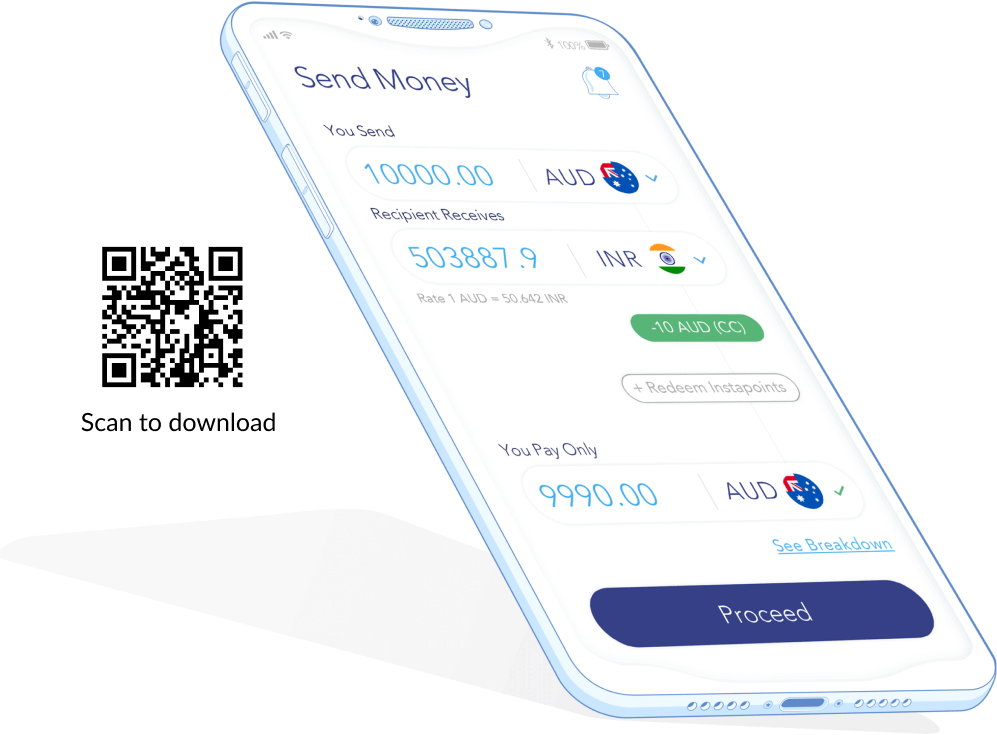 100%
Send Money
7
You Send
10000.00 AUD
Recipient Receives
503887.9 INR
Rate 1 AUD = 50.642 INR
-10 AUD (CC)
+ Redeem Instapoints
Scan to download
You Pay Only
9990.00 AUD
See Breakdown
Proceed